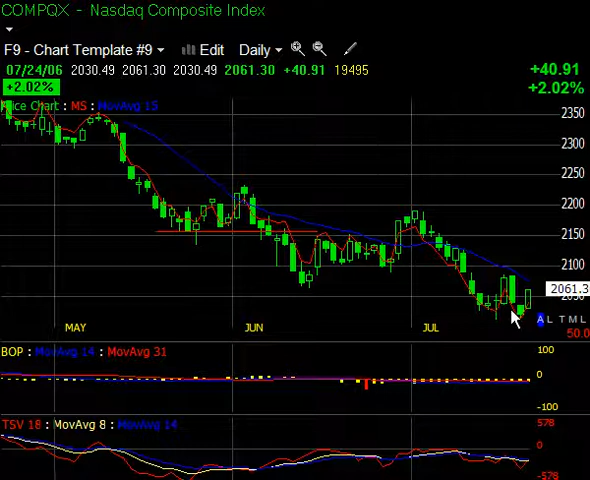 COMPQX - Nasdaq Composite Index
F9 - Chart Template #9 Edit Daily
07/24/06 2030.49 2061.30 2030.49 2061.30 +40.91 19495
+2.02%
+40.91
+2.02%
Price Chart : MS : MovAvg 15
2350
2250
2200
2150
2100
2061.3
2050
A L T M L
MAY JUN JUL
50.0
BOP : MovAvg 14 : MovAvg 31
100
0
-100
TSV 18 : MovAvg 8 : MovAvg 14
578
0
-578